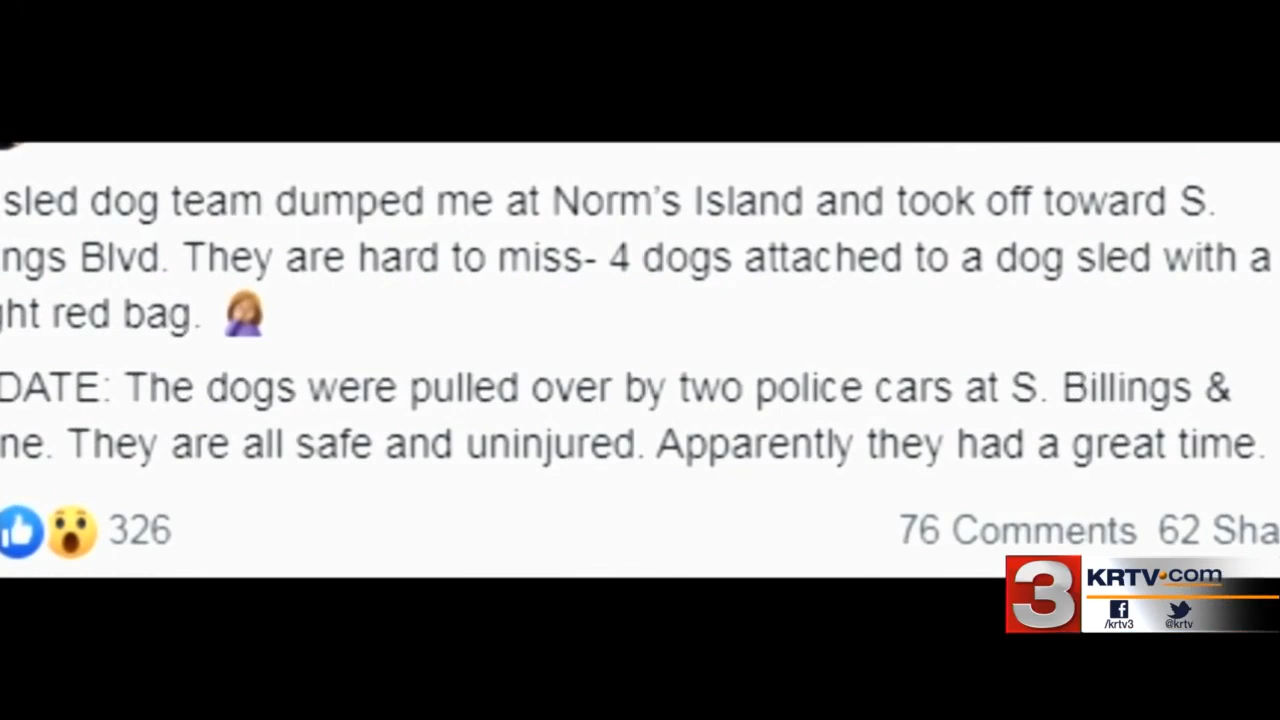 sled dog team dumped me at Norm's Island and took off toward S.
ngs Blvd. They are hard to miss- 4 dogs attached to a dog sled with a
ght red bag.
DATE: The dogs were pulled over by two police cars at S. Billings &
ne. They are all safe and uninjured. Apparently they had a great time.
326
76 Comments 62 Sha
3 KRTV.com
/krtv3 @krtv